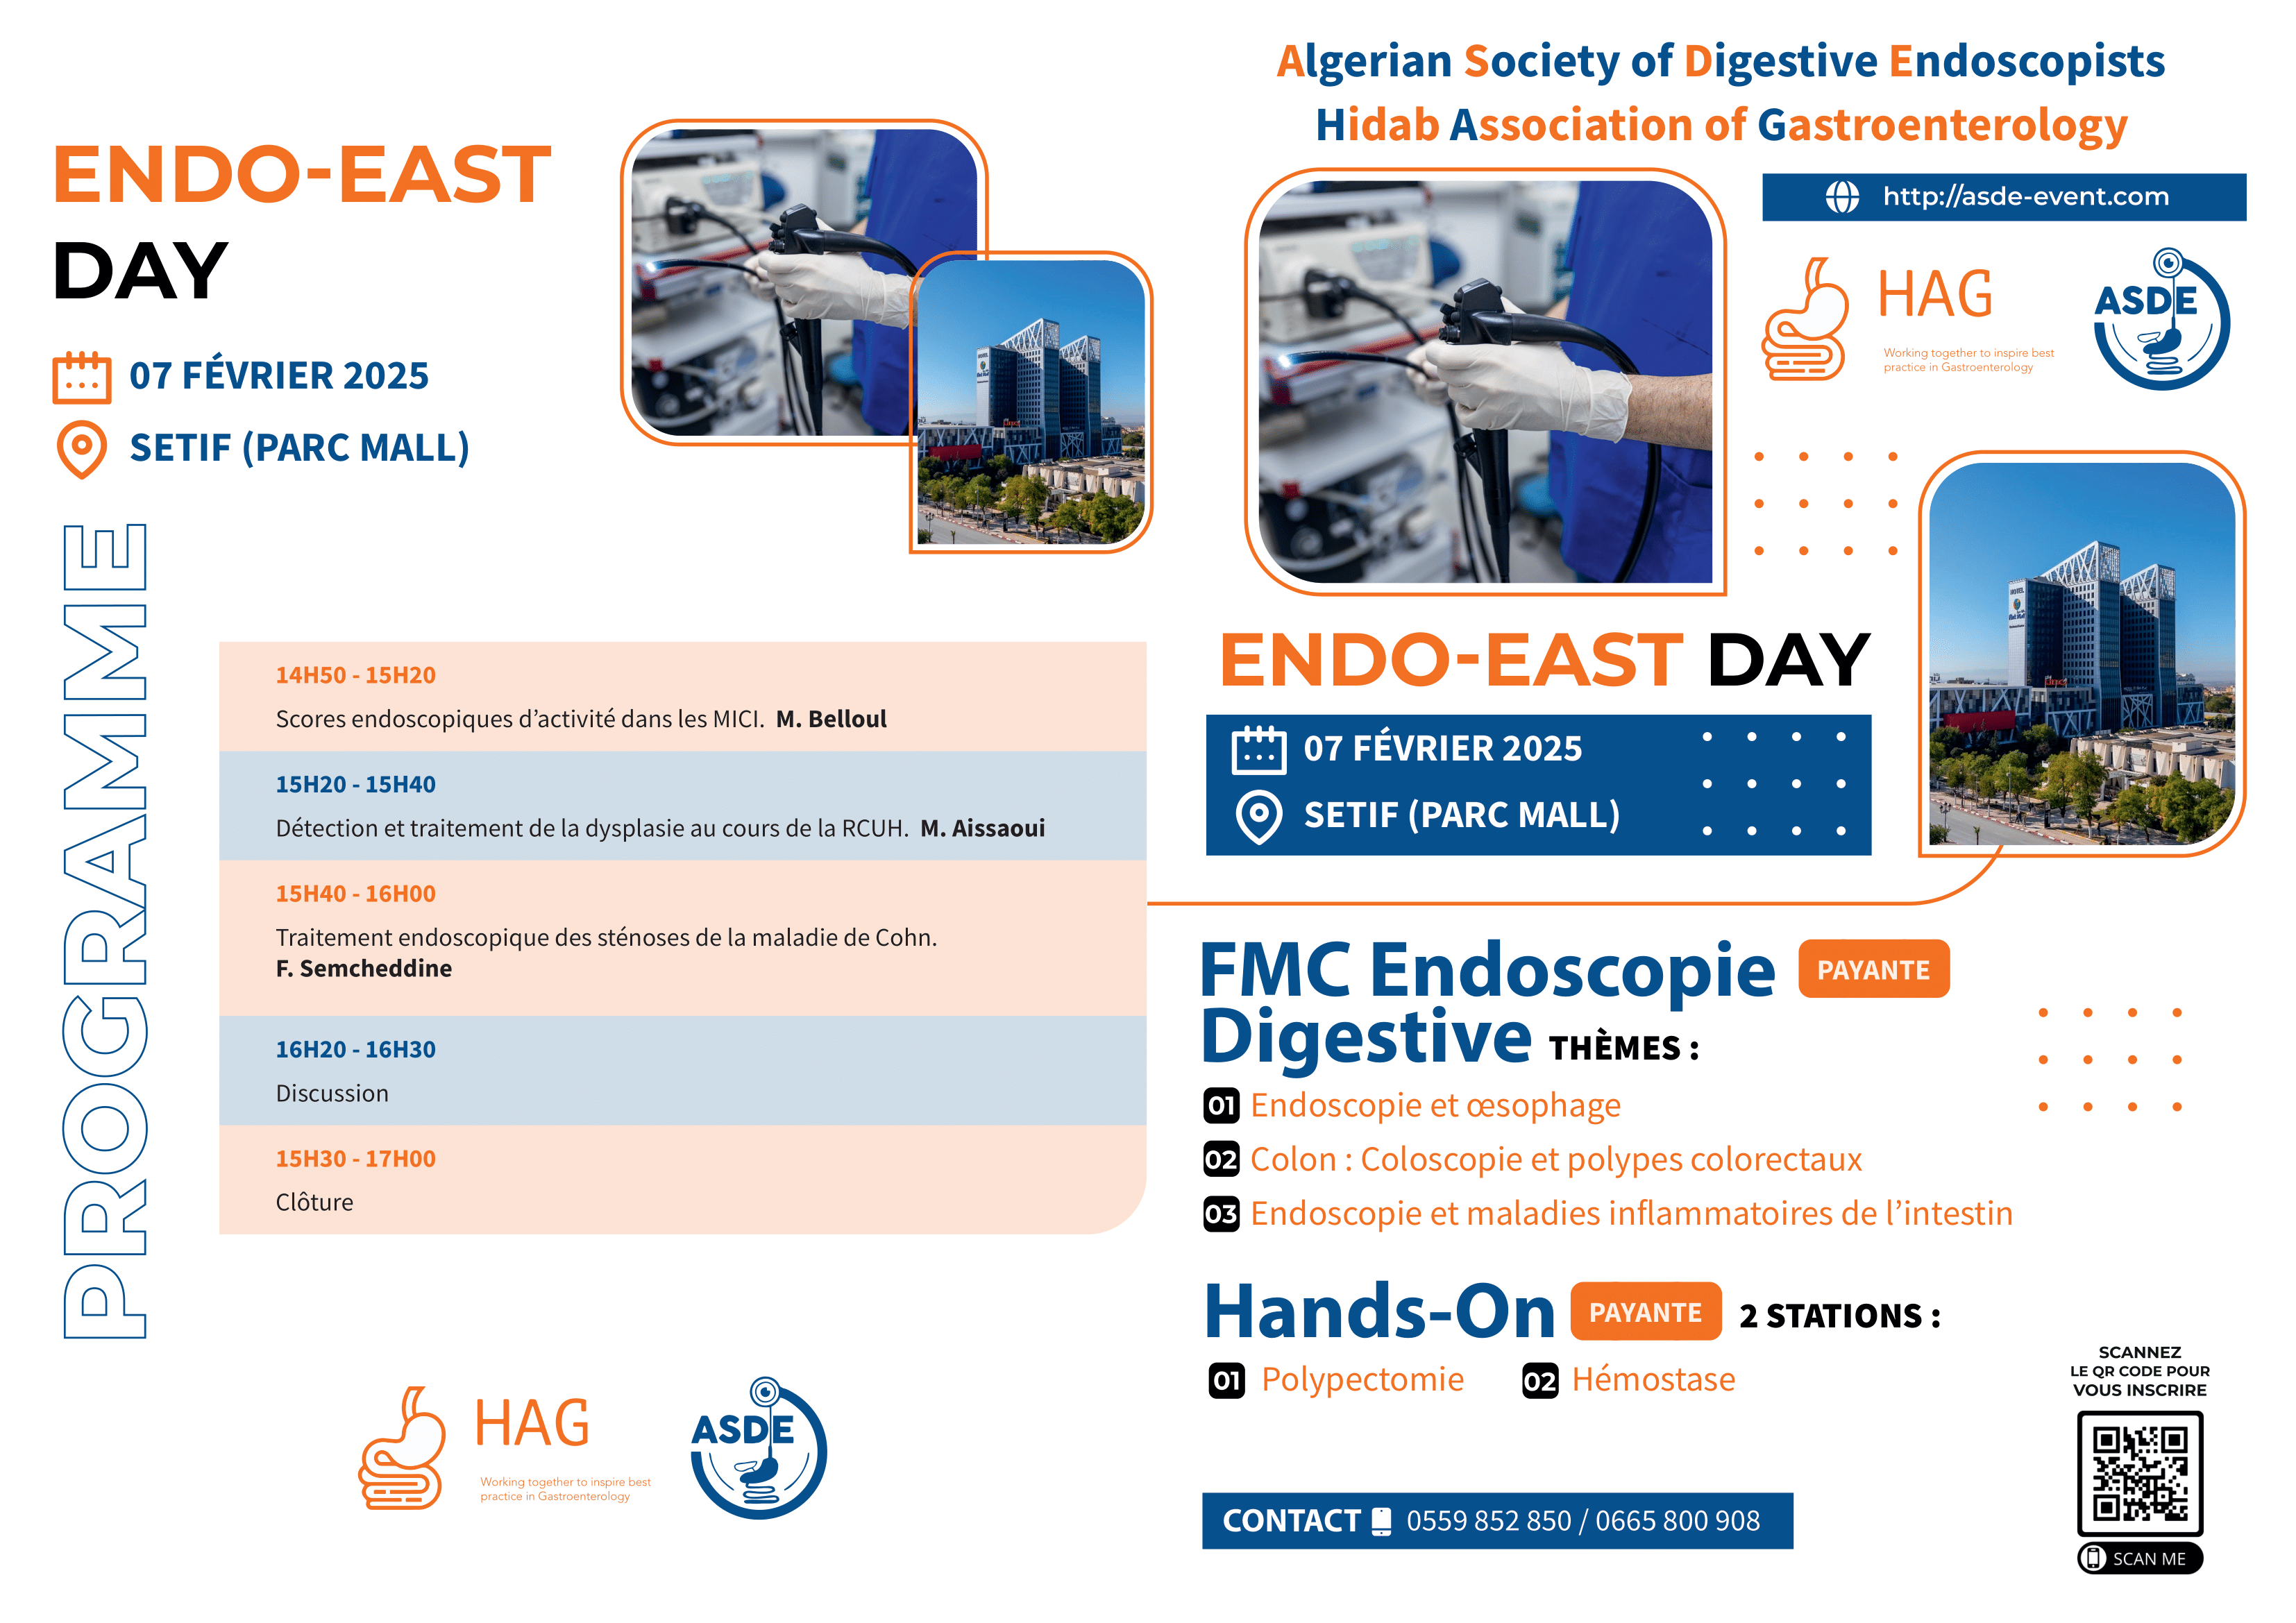 ENDO-EAST
DAY
07 FÉVRIER 2025
SETIF (PARC MALL)
PROGRAMME
14H50 - 15H20
Scores endoscopiques d’activité dans les MICI. M. Belloul
15H20 - 15H40
Détection et traitement de la dysplasie au cours de la RCUH. M. Aissaoui
15H40 - 16H00
Traitement endoscopique des sténoses de la maladie de Cohn.
F. Semcheddine
16H20 - 16H30
Discussion
15H30 - 17H00
Clôture
HAG
Working together to inspire best
practice in Gastroenterology
ASDE
Algerian Society of Digestive Endoscopists
Hidab Association of Gastroenterology
http://asde-event.com
HAG
Working together to inspire best
practice in Gastroenterology
ASDE
ENDO-EAST DAY
07 FÉVRIER 2025
SETIF (PARC MALL)
FMC Endoscopie PAYANTE
Digestive THÈMES :
01 Endoscopie et œsophage
02 Colon : Coloscopie et polypes colorectaux
03 Endoscopie et maladies inflammatoires de l’intestin
Hands-On PAYANTE 2 STATIONS :
01 Polypectomie 02 Hémostase
SCANNEZ
LE QR CODE POUR
VOUS INSCRIRE
SCAN ME
CONTACT 0559 852 850 / 0665 800 908